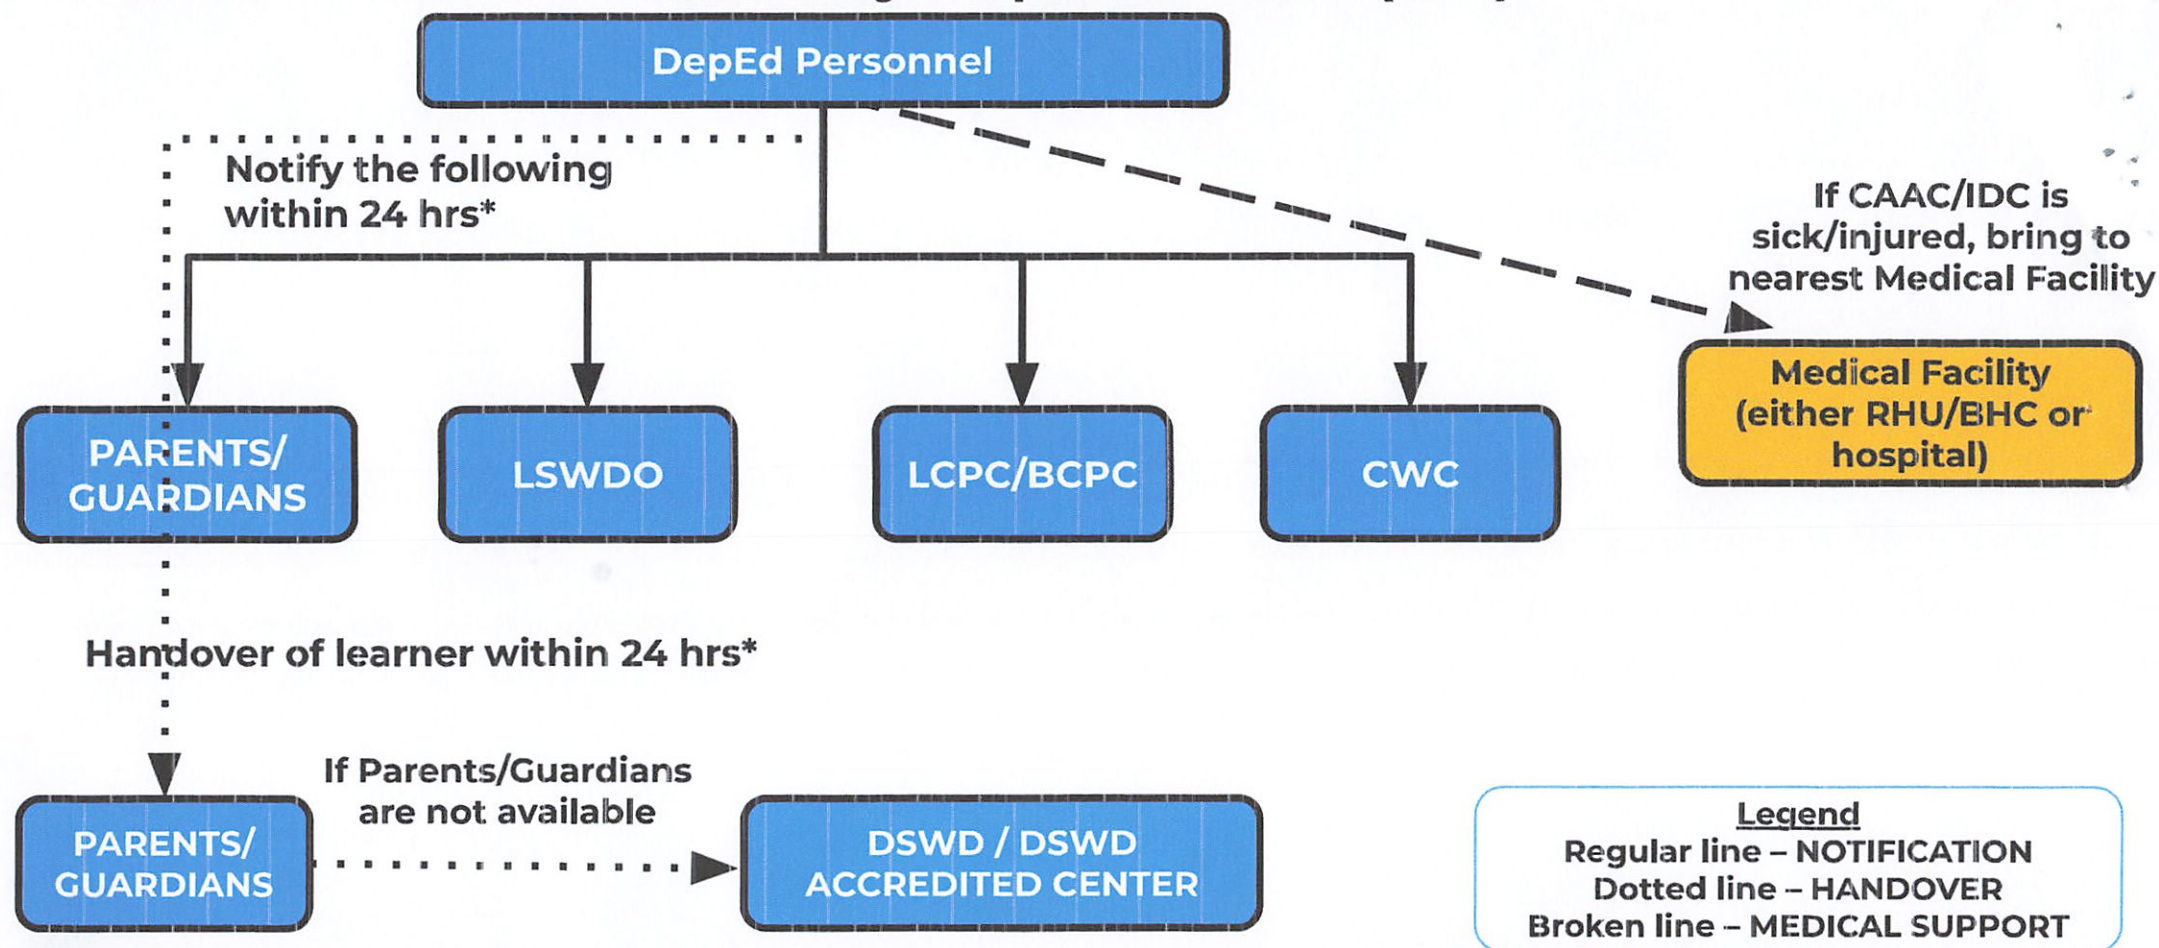 DepEd Personnel
Notify the following
within 24 hrs*
If CAAC/IDC is
sick/injured, bring to
nearest Medical Facility
Medical Facility
(either RHU/BHC or
hospital)
PARENTS/
GUARDIANS
LSWDO
LCPC/BCPC
CWC
Handover of learner within 24 hrs*
If Parents/Guardians
are not available
PARENTS/
GUARDIANS
DSWD / DSWD
ACCREDITED CENTER
Legend
Regular line – NOTIFICATION
Dotted line – HANDOVER
Broken line – MEDICAL SUPPORT